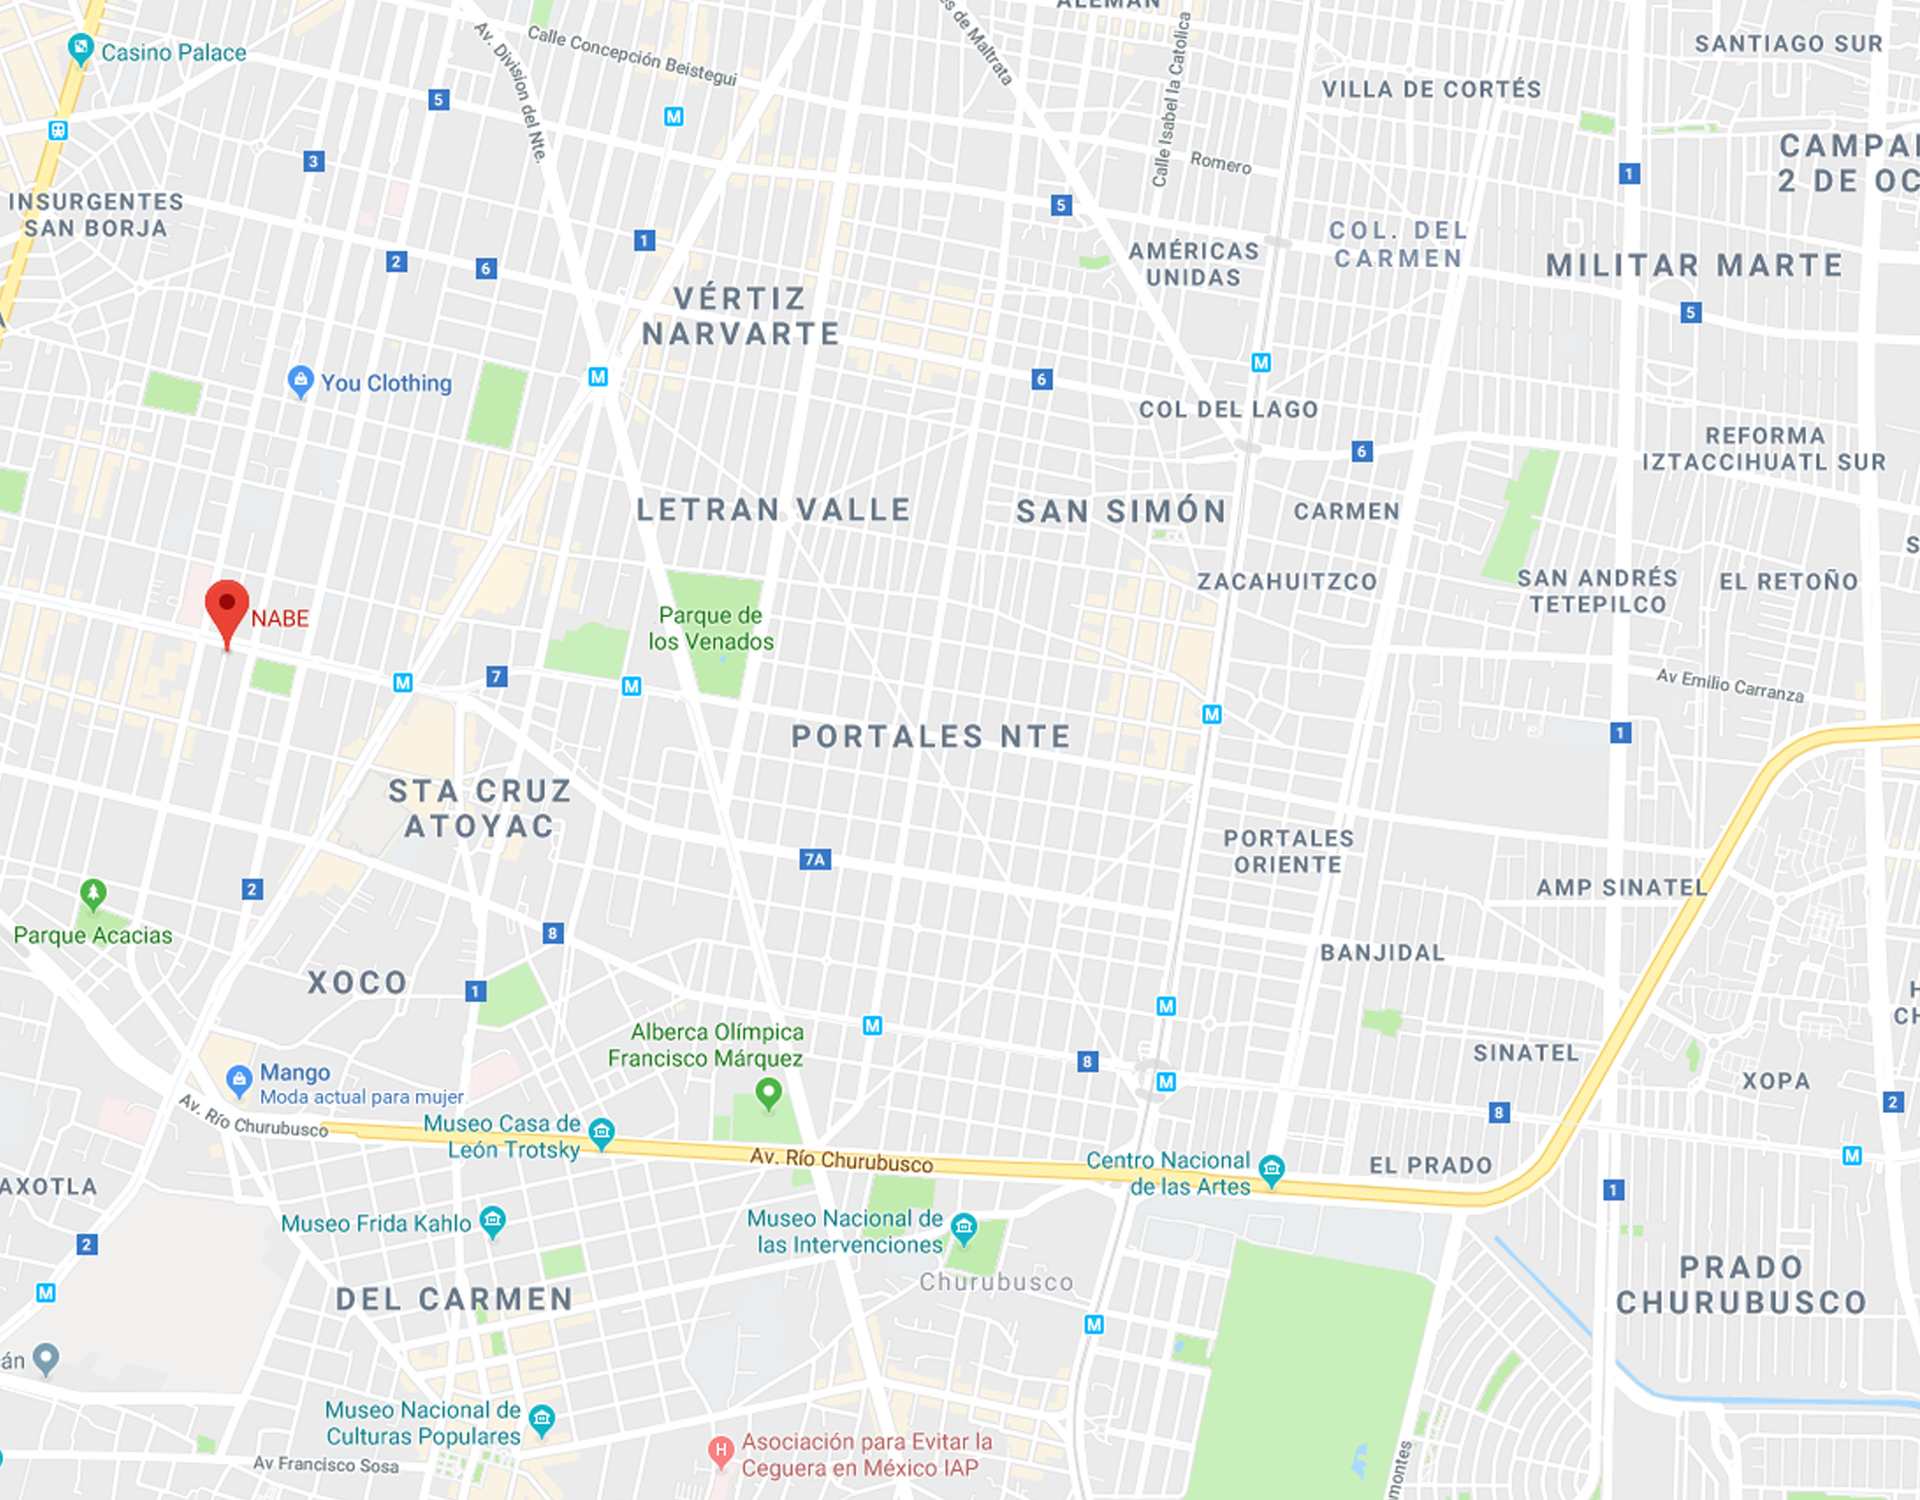 ALEMÁN
es de Maltrata
Casino Palace
Av. Division del Nte.
Calle Concepción Beistegui
Calle Isabel la Catolica
SANTIAGO SUR
VILLA DE CORTÉS
5
M
3
Romero
1
CAMPA
2 DE OC
INSURGENTES
SAN BORJA
5
1
2
6
AMÉRICAS
UNIDAS
COL. DEL
CARMEN
MILITAR MARTE
VÉRTIZ
NARVARTE
5
You Clothing
M
M
6
COL DEL LAGO
6
REFORMA
IZTACCIHUATL SUR
LETRAN VALLE
SAN SIMÓN
CARMEN
S
ZACAHUITZCO
SAN ANDRÉS
TETEPILCO
EL RETOÑO
NABE
Parque de
los Venados
M
7
M
M
Av Emilio Carranza
PORTALES NTE
1
STA CRUZ
ATOYAC
7A
PORTALES
ORIENTE
AMP SINATEL
2
Parque Acacias
8
BANJIDAL
XOCO
1
M
M
H
CH
Alberca Olímpica
Francisco Márquez
8
M
SINATEL
XOPA
Mango
Moda actual para mujer
Av. Río Churubusco
8
2
Museo Casa de
León Trotsky
Av. Río Churubusco
Centro Nacional
de las Artes
EL PRADO
M
AXOTLA
1
Museo Frida Kahlo
Museo Nacional de
las Intervenciones
2
Churubusco
M
DEL CARMEN
M
PRADO
CHURUBUSCO
án
Museo Nacional de
Culturas Populares
Asociación para Evitar la
Ceguera en México IAP
H
Av Francisco Sosa
montes